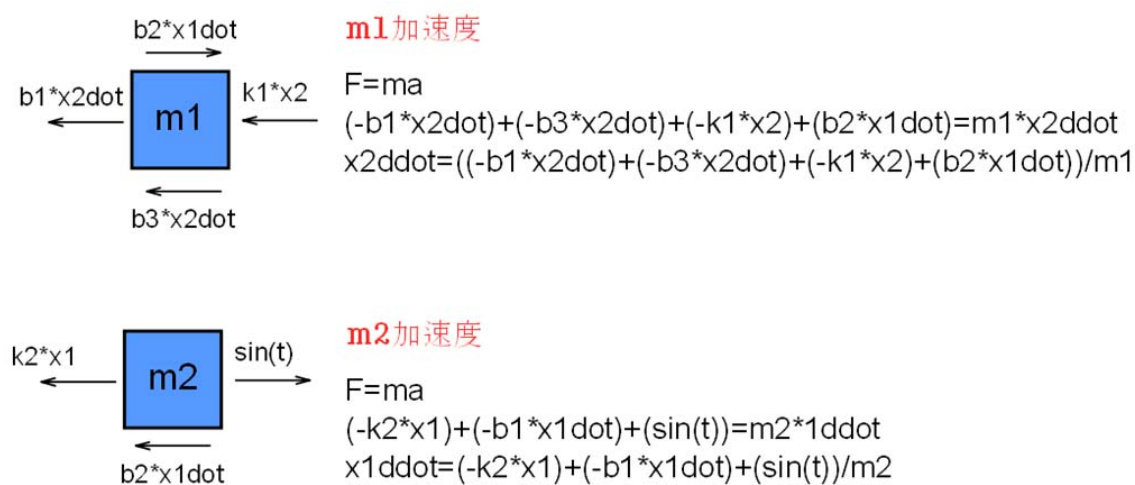 b2*x1dot
b1*x2dot
m1
k1*x2
b3*x2dot
m1加速度
F=ma
(-b1*x2dot)+(-b3*x2dot)+(-k1*x2)+(b2*x1dot)=m1*x2ddot
x2ddot=((-b1*x2dot)+(-b3*x2dot)+(-k1*x2)+(b2*x1dot))/m1
k2*x1
m2
sin(t)
b2*x1dot
m2加速度
F=ma
(-k2*x1)+(-b1*x1dot)+(sin(t))=m2*1ddot
x1ddot=(-k2*x1)+(-b1*x1dot)+(sin(t))/m2